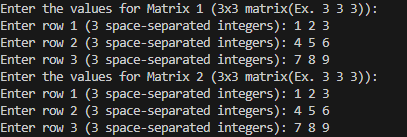 Enter the values for Matrix 1 (3x3 matrix(Ex. 3 3 3)):
Enter row 1 (3 space-separated integers): 1 2 3
Enter row 2 (3 space-separated integers): 4 5 6
Enter row 3 (3 space-separated integers): 7 8 9
Enter the values for Matrix 2 (3x3 matrix(Ex. 3 3 3)):
Enter row 1 (3 space-separated integers): 1 2 3
Enter row 2 (3 space-separated integers): 4 5 6
Enter row 3 (3 space-separated integers): 7 8 9